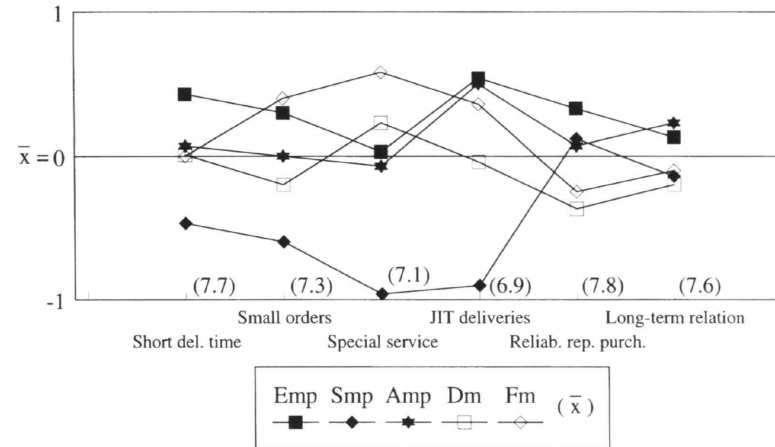 1
x̄ = 0
-1
(7.7) (7.3) (7.1) (6.9) (7.8) (7.6)
Small orders JIT deliveries Long-term relation
Short del. time Special service Reliab. rep. purch.
Emp Smp Amp Dm Fm
(x̄)